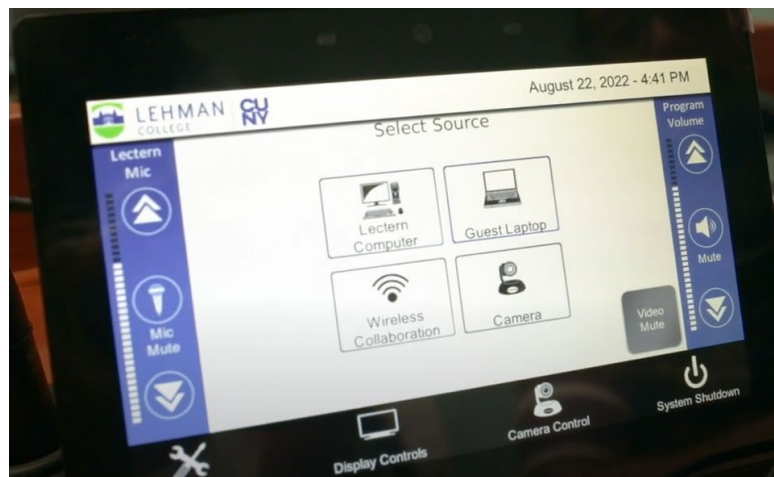 LEHMAN
COLLEGE
CU
NY
August 22, 2022 - 4:41 PM
Lectern
Mic
Mic
Mute
Select Source
Lectern
Computer
Guest Laptop
Wireless
Collaboration
Camera
Program
Volume
Mute
Video
Mute
Display Controls
Camera Control
System Shutdown